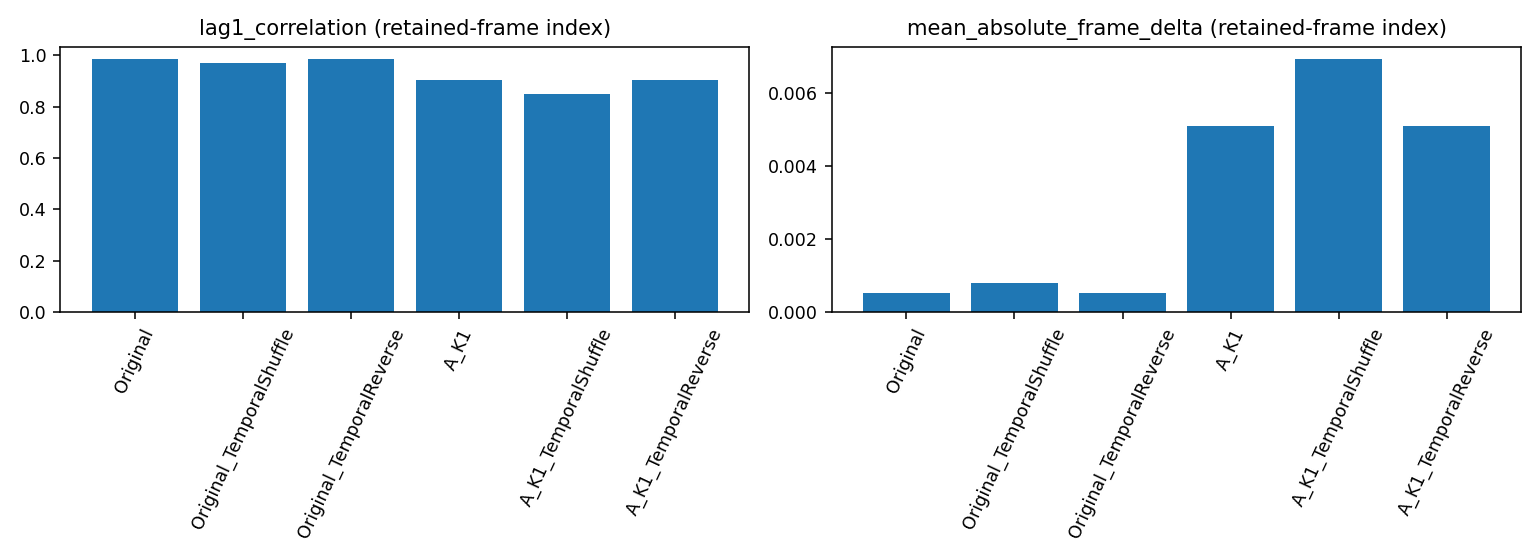 lag1_correlation (retained-frame index)
1.0
0.8
0.6
0.4
0.2
0.0
Original
Original_TemporalShuffle
Original_TemporalReverse
A_K1
A_K1_TemporalShuffle
A_K1_TemporalReverse
mean_absolute_frame_delta (retained-frame index)
0.006
0.004
0.002
0.000
Original
Original_TemporalShuffle
Original_TemporalReverse
A_K1
A_K1_TemporalShuffle
A_K1_TemporalReverse